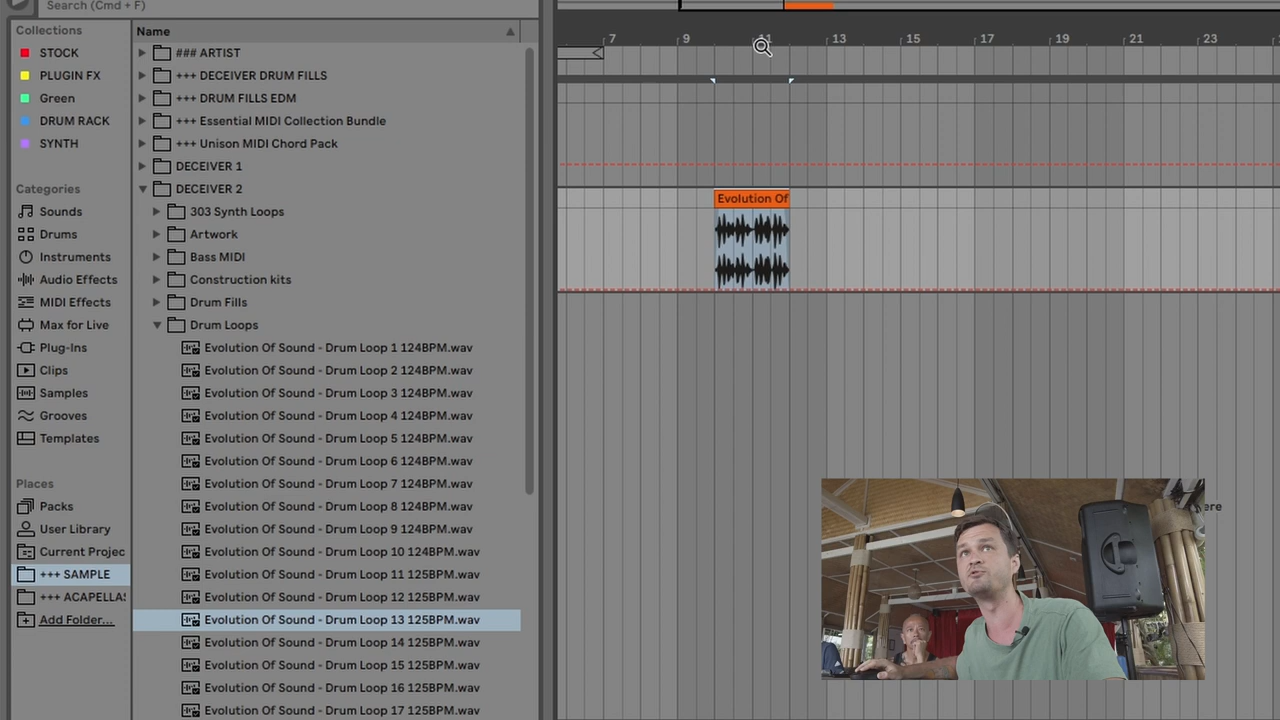 Search (Cmd + F)
Collections
STOCK
PLUGIN FX
Green
DRUM RACK
SYNTH
Categories
Sounds
Drums
Instruments
Audio Effects
MIDI Effects
Max for Live
Plug-Ins
Clips
Samples
Grooves
Templates
Places
Packs
User Library
Current Projec
+++ SAMPLE
+++ ACAPELLAS
Add Folder...
Name
### ARTIST
+++ DECEIVER DRUM FILLS
+++ DRUM FILLS EDM
+++ Essential MIDI Collection Bundle
+++ Unison MIDI Chord Pack
DECEIVER 1
DECEIVER 2
303 Synth Loops
Artwork
Bass MIDI
Construction kits
Drum Fills
Drum Loops
Evolution Of Sound - Drum Loop 1 124BPM.wav
Evolution Of Sound - Drum Loop 2 124BPM.wav
Evolution Of Sound - Drum Loop 3 124BPM.wav
Evolution Of Sound - Drum Loop 4 124BPM.wav
Evolution Of Sound - Drum Loop 5 124BPM.wav
Evolution Of Sound - Drum Loop 6 124BPM.wav
Evolution Of Sound - Drum Loop 7 124BPM.wav
Evolution Of Sound - Drum Loop 8 124BPM.wav
Evolution Of Sound - Drum Loop 9 124BPM.wav
Evolution Of Sound - Drum Loop 10 124BPM.wav
Evolution Of Sound - Drum Loop 11 125BPM.wav
Evolution Of Sound - Drum Loop 12 125BPM.wav
Evolution Of Sound - Drum Loop 13 125BPM.wav
Evolution Of Sound - Drum Loop 14 125BPM.wav
Evolution Of Sound - Drum Loop 15 125BPM.wav
Evolution Of Sound - Drum Loop 16 125BPM.wav
Evolution Of Sound - Drum Loop 17 125BPM.wav
7 9 11 13 15 17 19 21 23
Evolution Of
ere